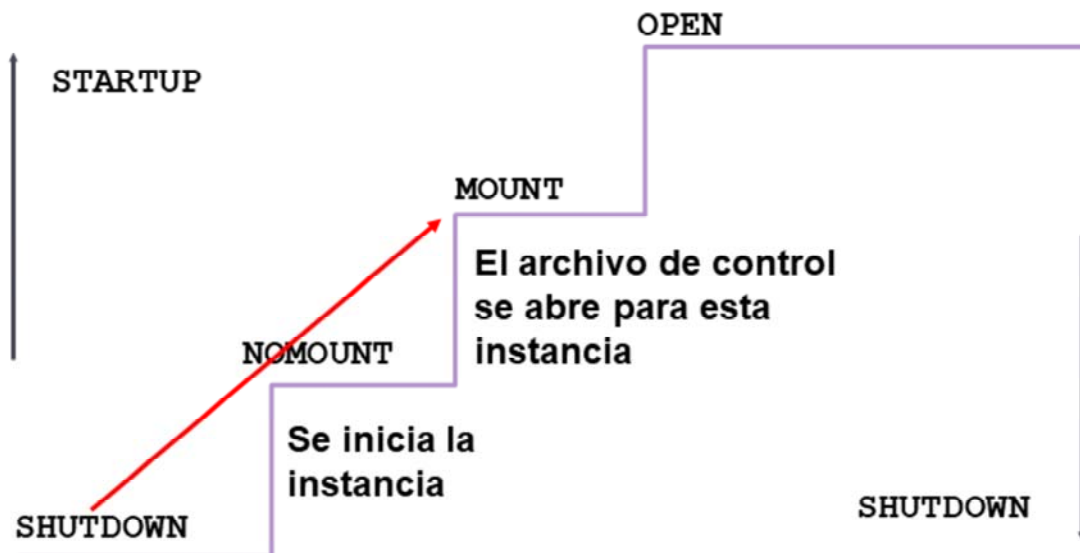 OPEN
STARTUP
MOUNT
El archivo de control
se abre para esta
instancia
NOMOUNT
Se inicia la
instancia
SHUTDOWN
SHUTDOWN